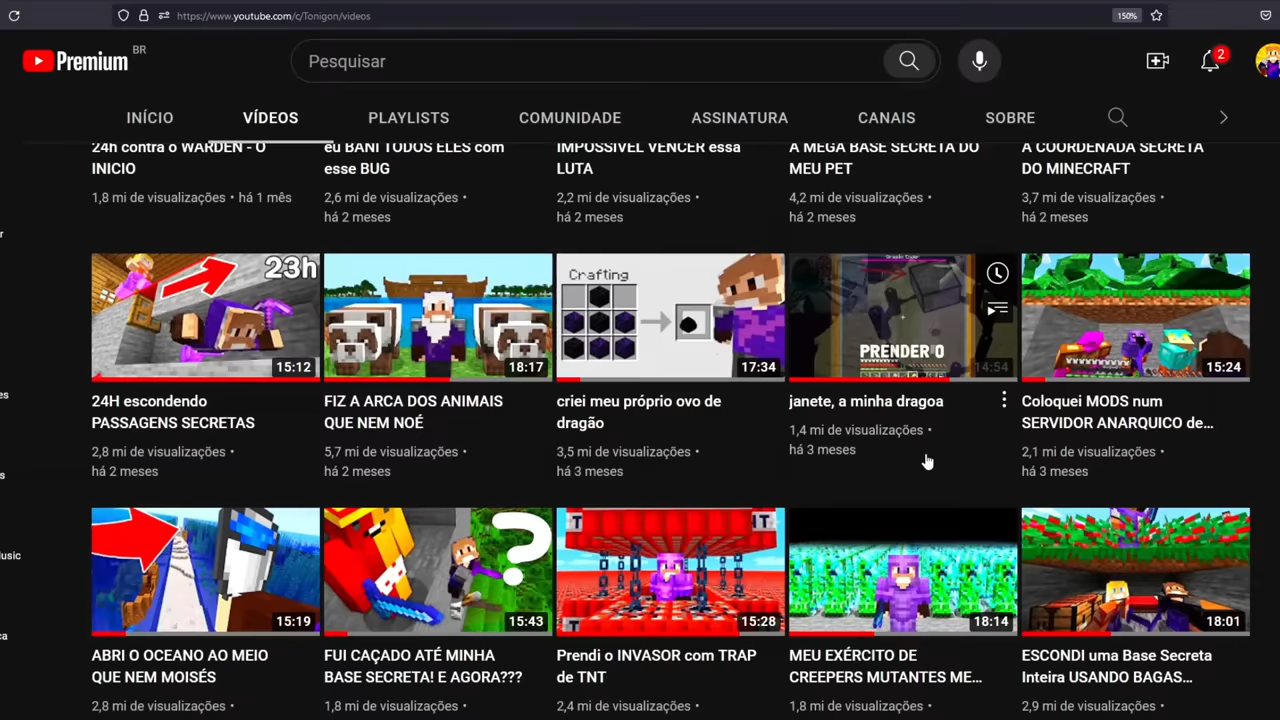 https://www.youtube.com/c/Tonigon/videos
150%
Premium BR
Pesquisar
2
INÍCIO VÍDEOS PLAYLISTS COMUNIDADE ASSINATURA CANAIS SOBRE
24h contra o WARDEN - O
INICIO
1,8 mi de visualizações • há 1 mês
eu BANI TODOS ELES com
esse BUG
2,6 mi de visualizações •
há 2 meses
IMPOSSÍVEL VENCER essa
LUTA
2,2 mi de visualizações •
há 2 meses
A MEGA BASE SECRETA DO
MEU PET
4,2 mi de visualizações •
há 2 meses
A COORDENADA SECRETA
DO MINECRAFT
3,7 mi de visualizações •
há 2 meses
23h
15:12
24H escondendo
PASSAGENS SECRETAS
2,8 mi de visualizações •
há 2 meses
18:17
FIZ A ARCA DOS ANIMAIS
QUE NEM NOÉ
5,7 mi de visualizações •
há 2 meses
Crafting
17:34
criei meu próprio ovo de
dragão
3,5 mi de visualizações •
há 3 meses
PRENDER O
14:54
janete, a minha dragoa
1,4 mi de visualizações •
há 3 meses
15:24
Coloquei MODS num
SERVIDOR ANARQUICO de...
2,1 mi de visualizações •
há 3 meses
15:19
ABRI O OCEANO AO MEIO
QUE NEM MOISÉS
2,8 mi de visualizações •
?
15:43
FUI CAÇADO ATÉ MINHA
BASE SECRETA! E AGORA???
1,8 mi de visualizações •
T
IT
15:28
Prendi o INVASOR com TRAP
de TNT
2,4 mi de visualizações •
18:14
MEU EXÉRCITO DE
CREEPERS MUTANTES ME...
1,8 mi de visualizações •
18:01
ESCONDI uma Base Secreta
Inteira USANDO BAGAS...
2,9 mi de visualizações •
r
es
s
usic
ca